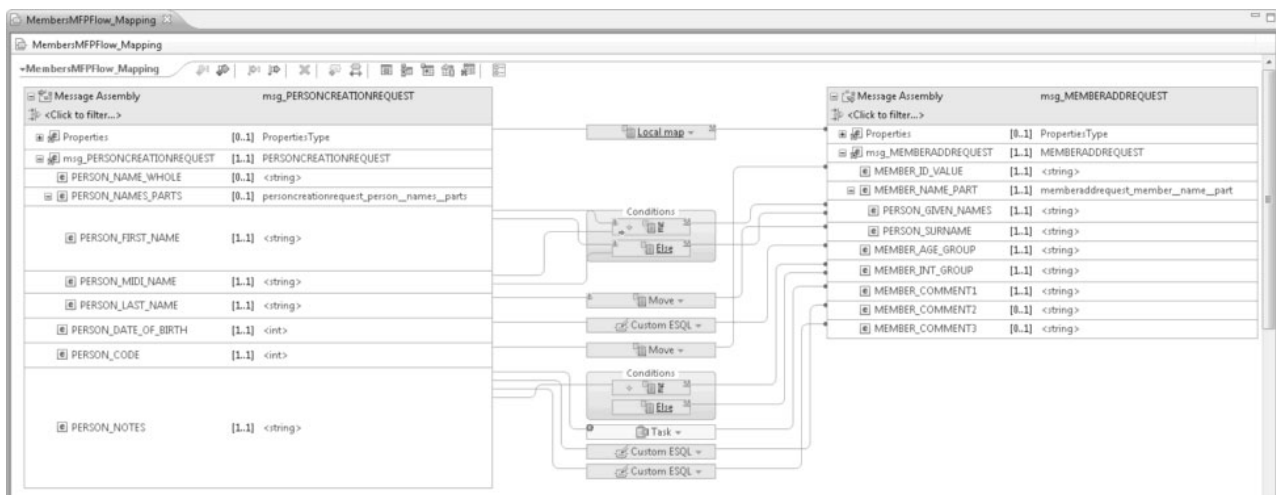 MembersMFPFlow_Mapping
MembersMFPFlow_Mapping
MembersMFPFlow_Mapping
Message Assembly msg_PERSONCREATIONREQUEST
<Click to filter...>
Properties [0..1] PropertiesType
msg_PERSONCREATIONREQUEST [1..1] PERSONCREATIONREQUEST
PERSON_NAME_WHOLE [0..1] <string>
PERSON_NAMES_PARTS [0..1] personcreationrequest_person__names__parts
PERSON_FIRST_NAME [1..1] <string>
PERSON_MIDI_NAME [1..1] <string>
PERSON_LAST_NAME [1..1] <string>
PERSON_DATE_OF_BIRTH [1..1] <int>
PERSON_CODE [1..1] <int>
PERSON_NOTES [1..1] <string>
Local map
Conditions
If
Else
Move
Custom ESQL
Move
Conditions
If
Else
Task
Custom ESQL
Custom ESQL
Message Assembly msg_MEMBERADDREQUEST
<Click to filter...>
Properties [0..1] PropertiesType
msg_MEMBERADDREQUEST [1..1] MEMBERADDREQUEST
MEMBER_ID_VALUE [1..1] <string>
MEMBER_NAME_PART [1..1] memberaddrequest_member__name__part
PERSON_GIVEN_NAMES [1..1] <string>
PERSON_SURNAME [1..1] <string>
MEMBER_AGE_GROUP [1..1] <string>
MEMBER_INT_GROUP [1..1] <string>
MEMBER_COMMENT1 [1..1] <string>
MEMBER_COMMENT2 [0..1] <string>
MEMBER_COMMENT3 [0..1] <string>